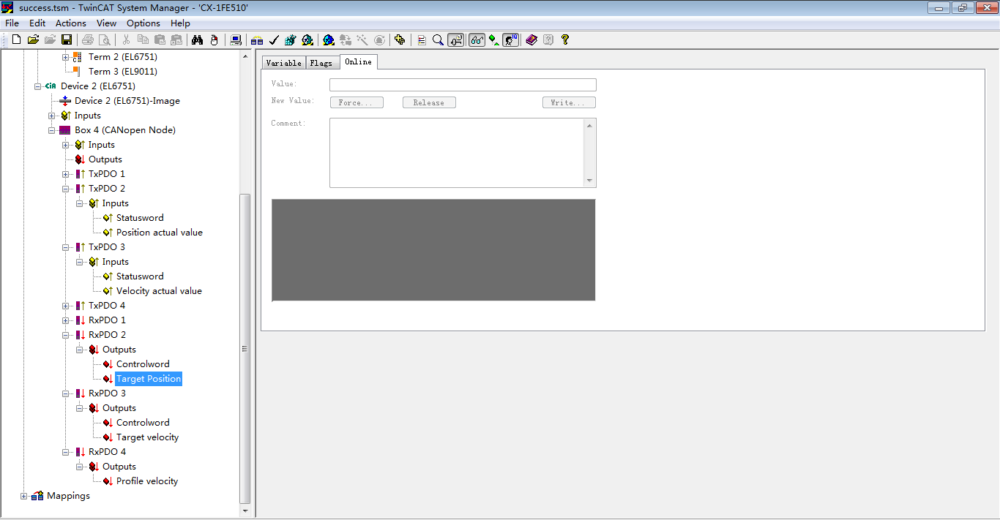 success.tsm - TwinCAT System Manager - 'CX-1FE510'
File Edit Actions View Options Help
Term 2 (EL6751)
Term 3 (EL9011)
Device 2 (EL6751)
Device 2 (EL6751)-Image
Inputs
Box 4 (CANopen Node)
Inputs
Outputs
TxPDO 1
TxPDO 2
Inputs
Statusword
Position actual value
TxPDO 3
Inputs
Statusword
Velocity actual value
TxPDO 4
RxPDO 1
RxPDO 2
Outputs
Controlword
Target Position
RxPDO 3
Outputs
Controlword
Target velocity
RxPDO 4
Outputs
Profile velocity
Mappings
Variable Flags Online
Value:
New Value: Force... Release Write...
Comment: